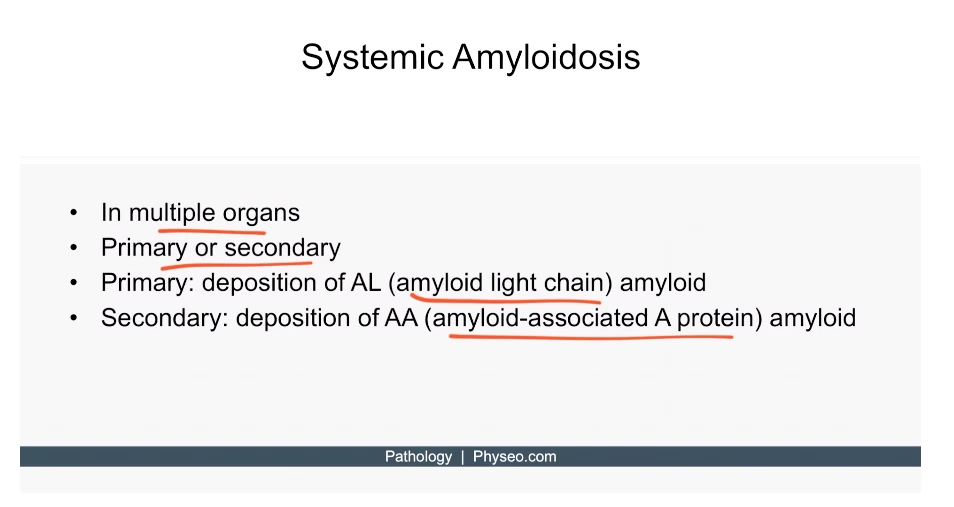 Systemic Amyloidosis
• In multiple organs
• Primary or secondary
• Primary: deposition of AL (amyloid light chain) amyloid
• Secondary: deposition of AA (amyloid-associated A protein) amyloid
Pathology | Physeo.com